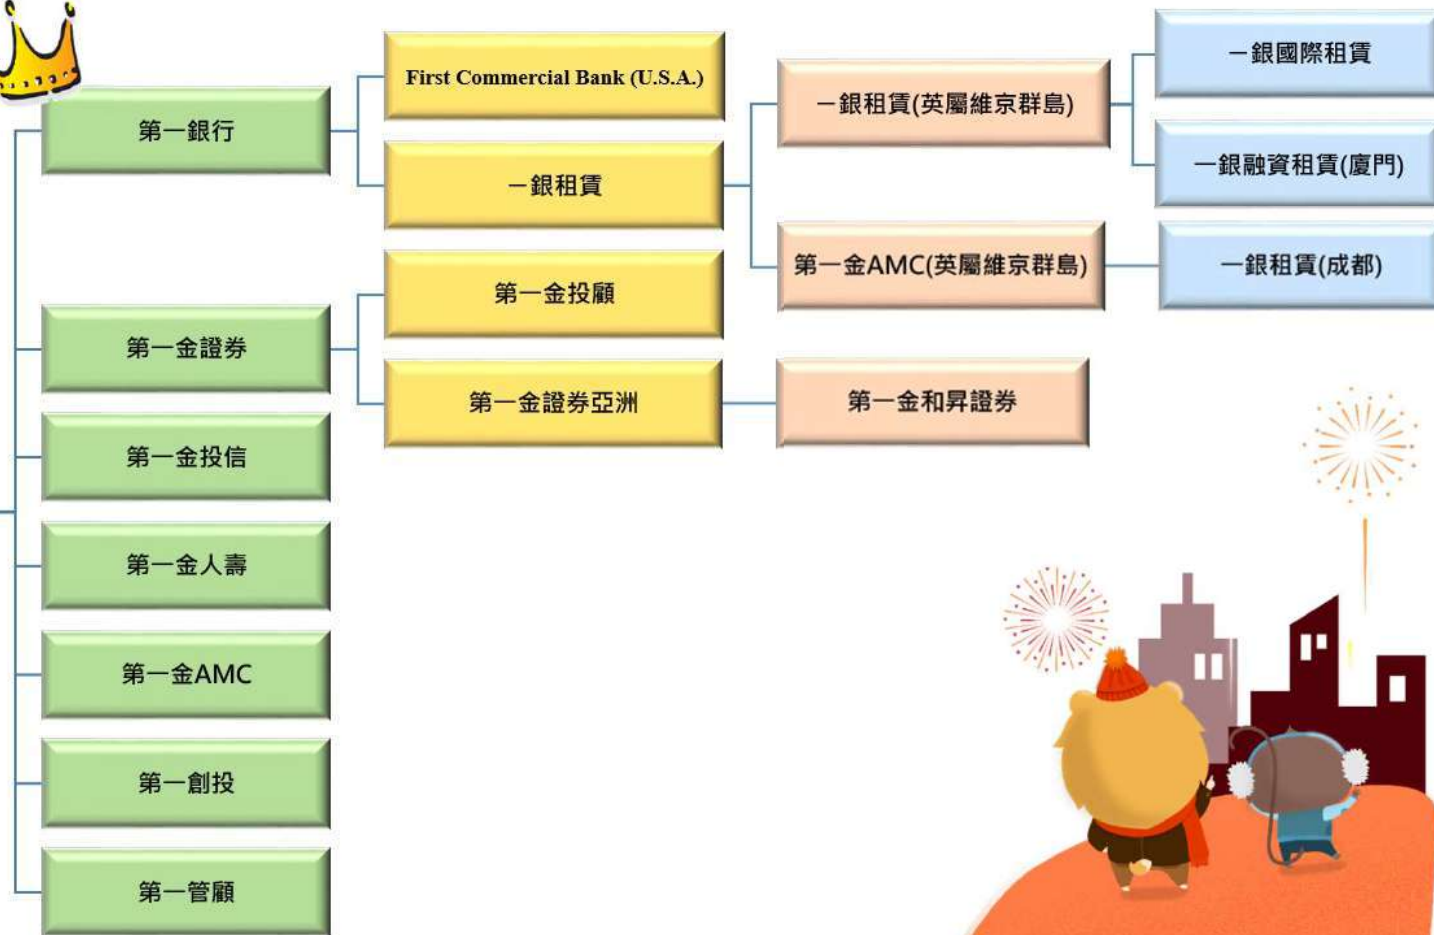 第一銀行
First Commercial Bank (U.S.A.)
一銀租賃
一銀租賃(英屬維京群島)
一銀國際租賃
一銀融資租賃(廈門)
第一金AMC(英屬維京群島)
一銀租賃(成都)
第一金證券
第一金投顧
第一金證券亞洲
第一金和昇證券
第一金投信
第一金人壽
第一金AMC
第一創投
第一管顧